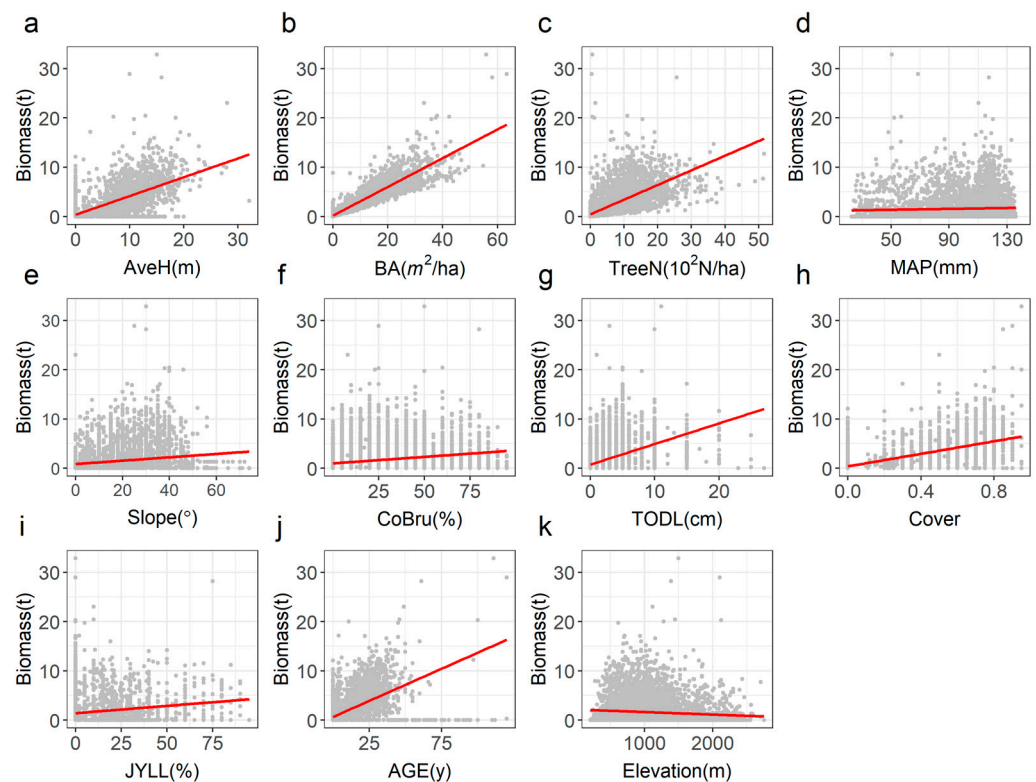 a b c d
Biomass(t) Biomass(t) Biomass(t) Biomass(t)
30 30 30 30
20 20 20 20
10 10 10 10
0 0 0 0
0 10 20 30 0 20 40 60 0 10 20 30 40 50 50 90 130
AveH(m) BA(m²/ha) TreeN(10²N/ha) MAP(mm)
e f g h
Biomass(t) Biomass(t) Biomass(t) Biomass(t)
30 30 30 30
20 20 20 20
10 10 10 10
0 0 0 0
0 20 40 60 25 50 75 0 10 20 0.0 0.4 0.8
Slope(°) CoBru(%) TODL(cm) Cover
i j k
Biomass(t) Biomass(t) Biomass(t)
30 30 30
20 20 20
10 10 10
0 0 0
0 25 50 75 25 75 1000 2000
JYLL(%) AGE(y) Elevation(m)